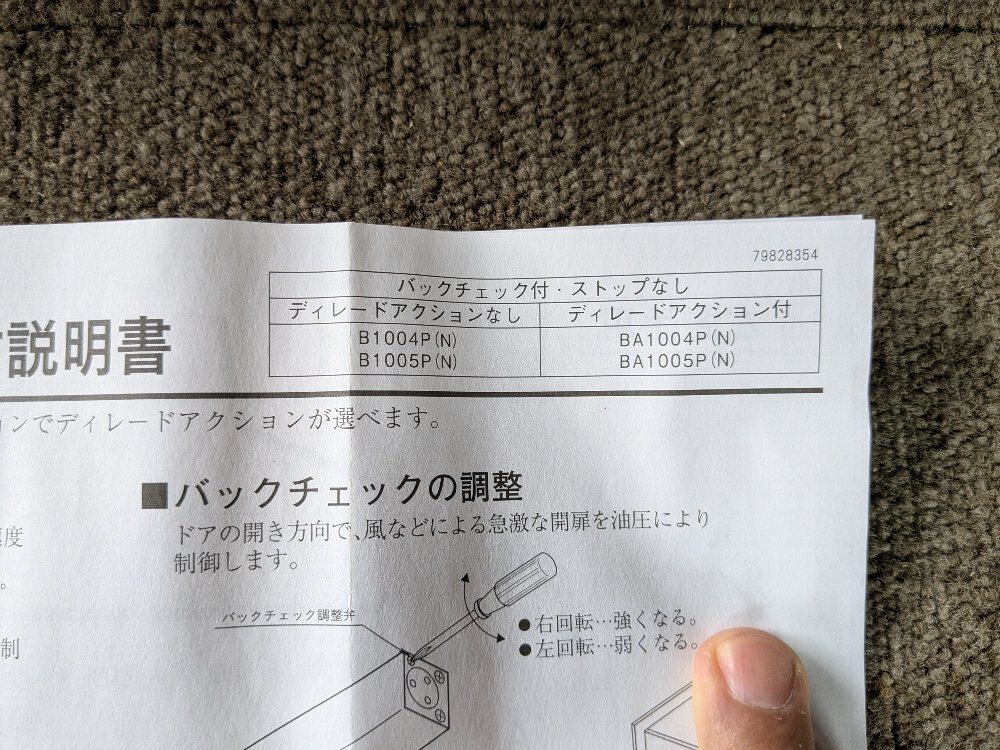 79828354
バックチェック付・ストップなし
ディレードアクションなし ディレードアクション付
B1004P(N) BA1004P(N)
B1005P(N) BA1005P(N)
説明書
ョンでディレードアクションが選べます。
■バックチェックの調整
ドアの開き方向で、風などによる急激な開扉を油圧により
制御します。
度
。
制
バックチェック調整弁
●右回転…強くなる。
●左回転…弱くなる。